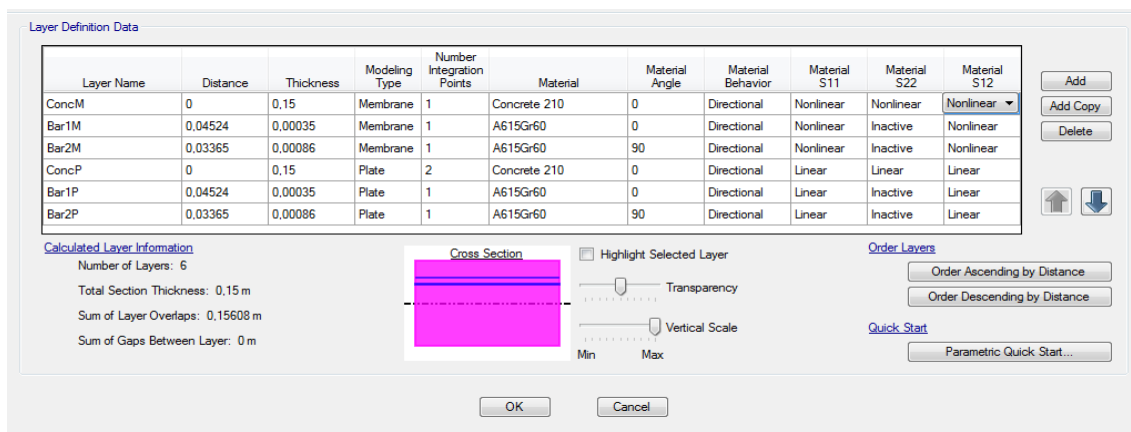 Layer Definition Data
Layer Name Distance Thickness Modeling Type Number Integration Points Material Material Angle Material Behavior Material S11 Material S22 Material S12
ConcM 0 0,15 Membrane 1 Concrete 210 0 Directional Nonlinear Nonlinear Nonlinear
Bar1M 0,04524 0,00035 Membrane 1 A615Gr60 0 Directional Nonlinear Inactive Nonlinear
Bar2M 0,03365 0,00086 Membrane 1 A615Gr60 90 Directional Nonlinear Inactive Nonlinear
ConcP 0 0,15 Plate 2 Concrete 210 0 Directional Linear Linear Linear
Bar1P 0,04524 0,00035 Plate 1 A615Gr60 0 Directional Linear Inactive Linear
Bar2P 0,03365 0,00086 Plate 1 A615Gr60 90 Directional Linear Inactive Linear
Add
Add Copy
Delete
Calculated Layer Information
Number of Layers: 6
Total Section Thickness: 0,15 m
Sum of Layer Overlaps: 0,15608 m
Sum of Gaps Between Layer: 0 m
Cross Section
Highlight Selected Layer
Transparency
Vertical Scale
Min Max
Order Layers
Order Ascending by Distance
Order Descending by Distance
Quick Start
Parametric Quick Start...
OK Cancel